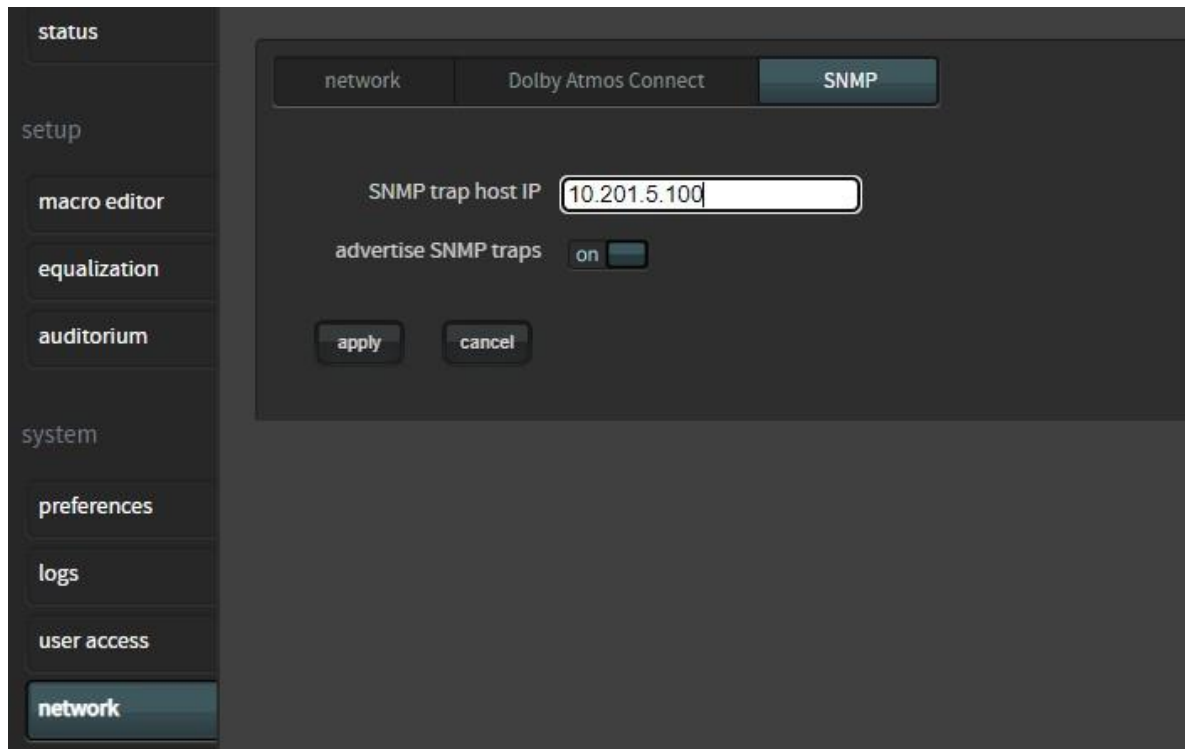 status
setup
macro editor
equalization
auditorium
system
preferences
logs
user access
network
network Dolby Atmos Connect SNMP
SNMP trap host IP 10.201.5.100
advertise SNMP traps on
apply cancel